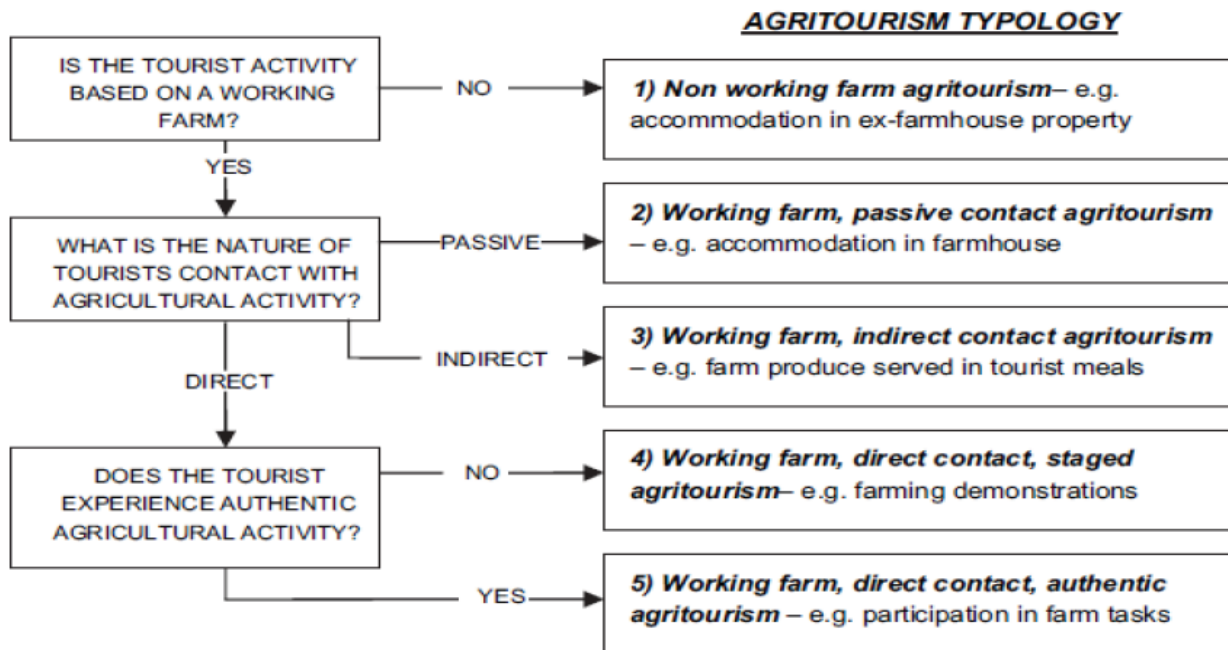 AGRITOURISM TYPOLOGY
IS THE TOURIST ACTIVITY
BASED ON A WORKING
FARM?
NO
1) Non working farm agritourism– e.g.
accommodation in ex-farmhouse property
YES
WHAT IS THE NATURE OF
TOURISTS CONTACT WITH
AGRICULTURAL ACTIVITY?
PASSIVE
2) Working farm, passive contact agritourism
– e.g. accommodation in farmhouse
INDIRECT
3) Working farm, indirect contact agritourism
– e.g. farm produce served in tourist meals
DIRECT
DOES THE TOURIST
EXPERIENCE AUTHENTIC
AGRICULTURAL ACTIVITY?
NO
4) Working farm, direct contact, staged
agritourism– e.g. farming demonstrations
YES
5) Working farm, direct contact, authentic
agritourism – e.g. participation in farm tasks